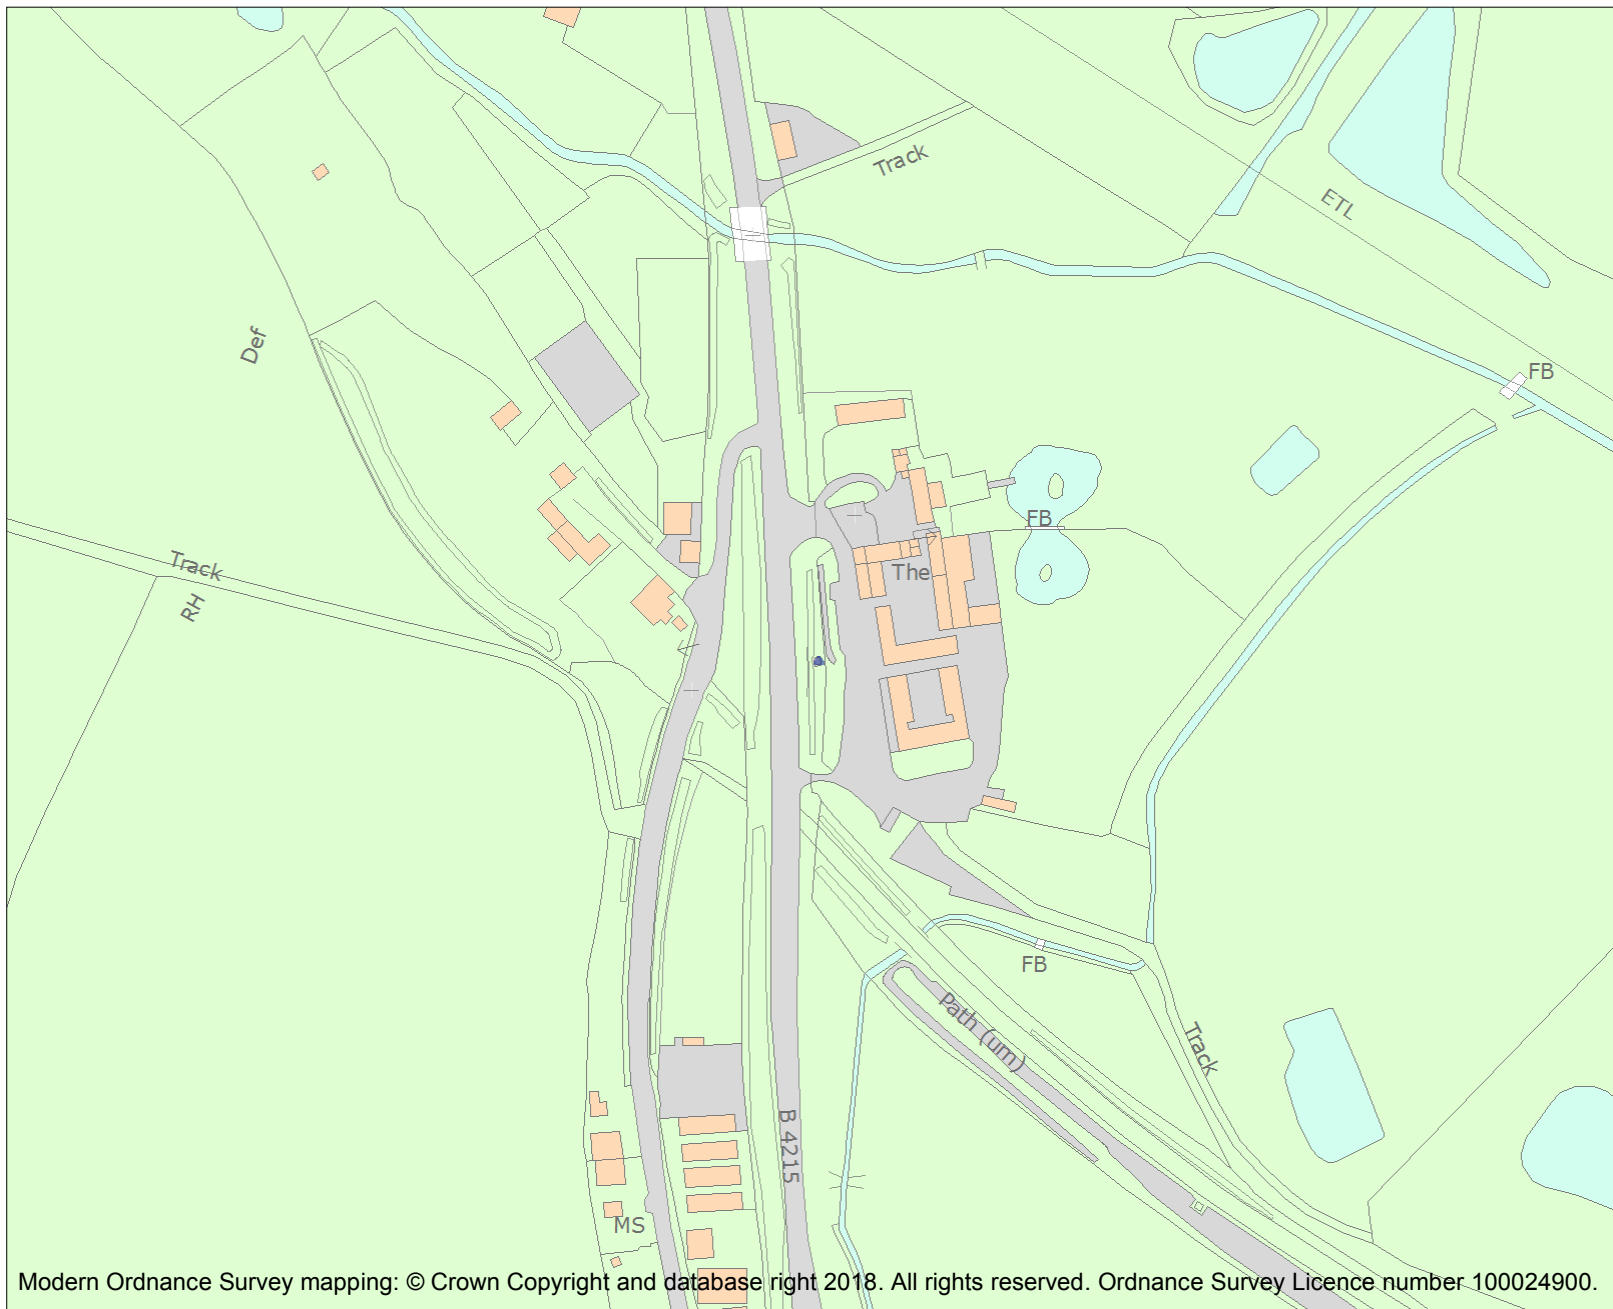 Track
ETL
Def
FB
FB
Track
The
RH
FB
Path (um)
Track
B 4215
MS
Modern Ordnance Survey mapping: © Crown Copyright and database right 2018. All rights reserved. Ordnance Survey Licence number 100024900.